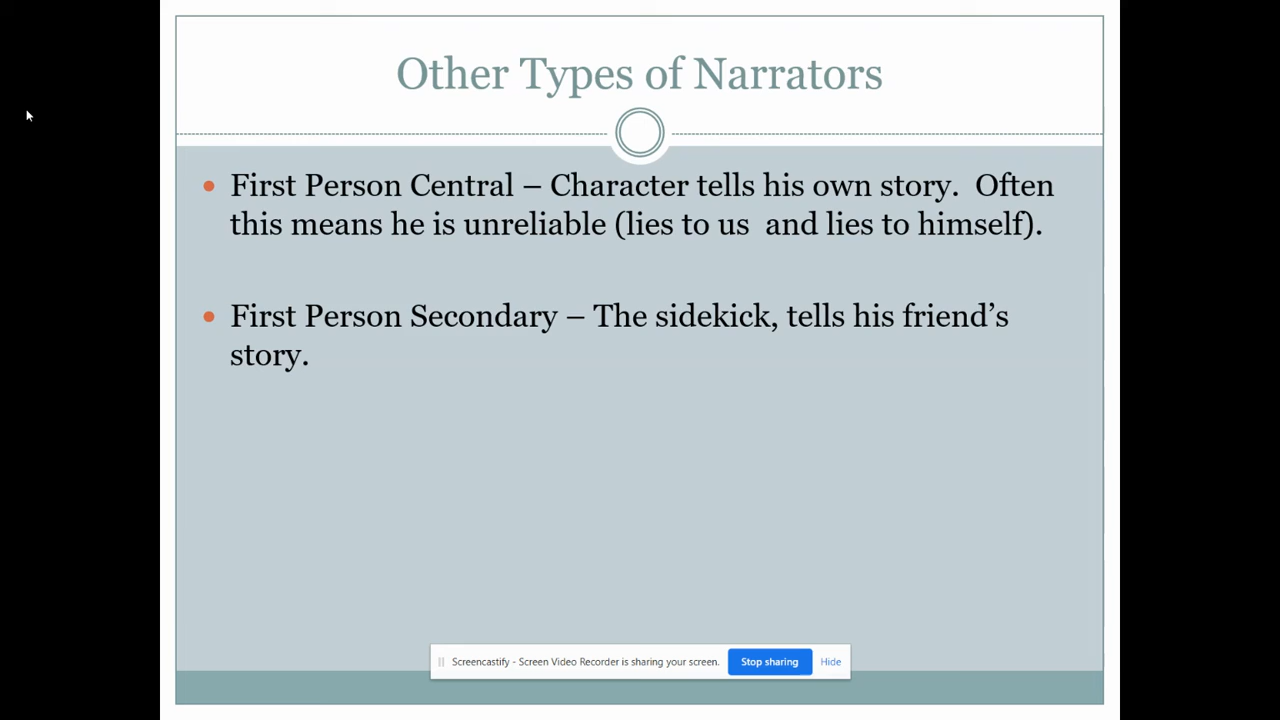 Other Types of Narrators
• First Person Central – Character tells his own story.  Often
this means he is unreliable (lies to us  and lies to himself).
• First Person Secondary – The sidekick, tells his friend’s
story.
Screencastify - Screen Video Recorder is sharing your screen. Stop sharing Hide